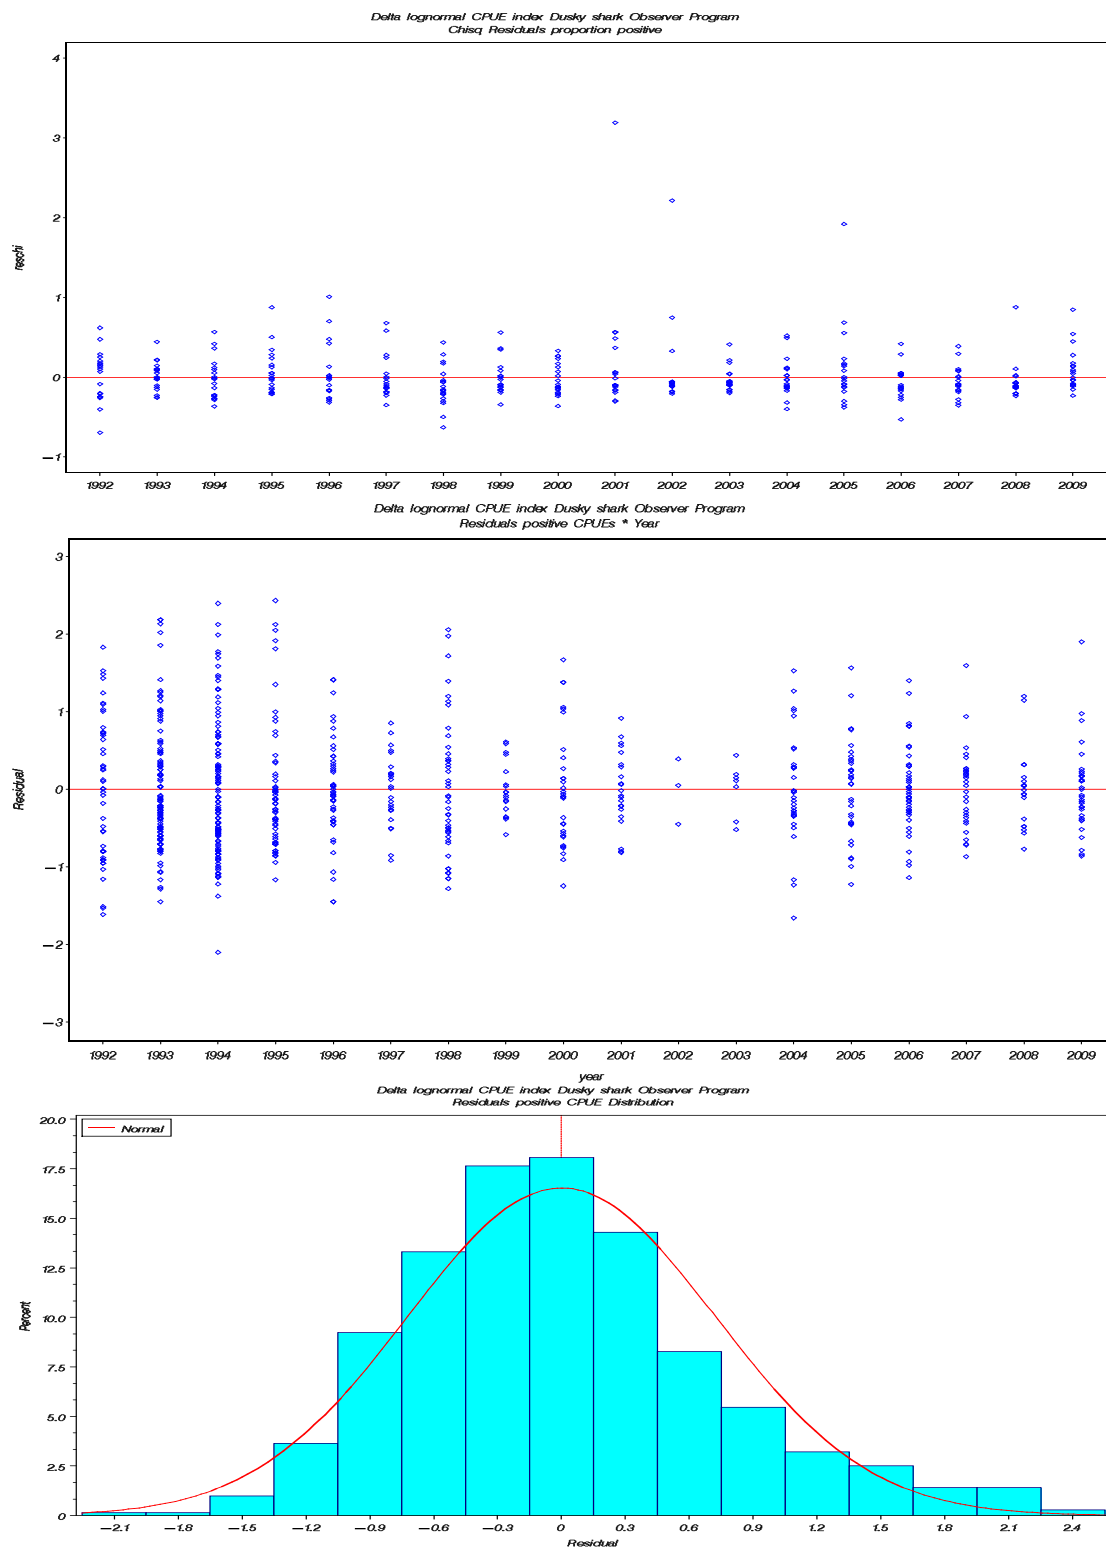 Delta lognormal CPUE index Dusky shark Observer Program
Chisq Residuals proportion positive
4
3
2
1
0
−1
reschi
1992 1993 1994 1995 1996 1997 1998 1999 2000 2001 2002 2003 2004 2005 2006 2007 2008 2009
Delta lognormal CPUE index Dusky shark Observer Program
Residuals positive CPUEs * Year
3
2
1
0
−1
−2
−3
Residual
1992 1993 1994 1995 1996 1997 1998 1999 2000 2001 2002 2003 2004 2005 2006 2007 2008 2009
year
Delta lognormal CPUE index Dusky shark Observer Program
Residuals positive CPUE Distribution
Normal
20.0
17.5
15.0
12.5
10.0
7.5
5.0
2.5
0
Percent
−2.1 −1.8 −1.5 −1.2 −0.9 −0.6 −0.3 0 0.3 0.6 0.9 1.2 1.5 1.8 2.1 2.4
Residual